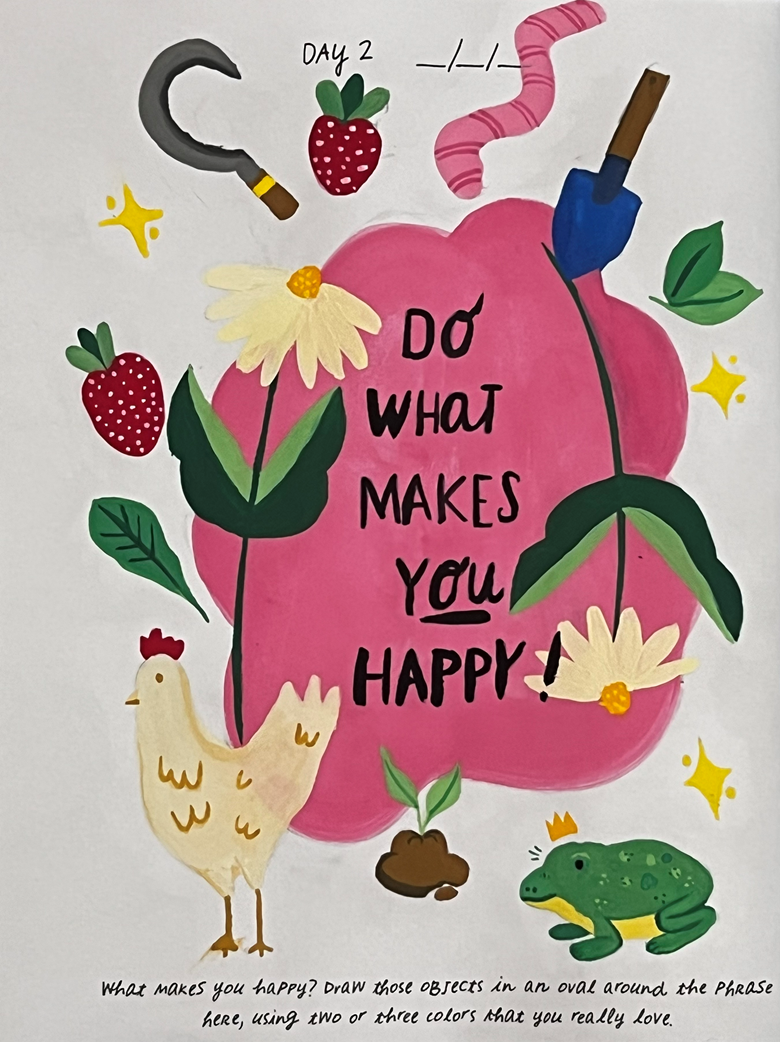 DAY 2 __/__/__
DO
WHAT
MAKES
YOU
HAPPY!
What makes you happy? Draw those objects in an oval around the phrase
here, using two or three colors that you really love.